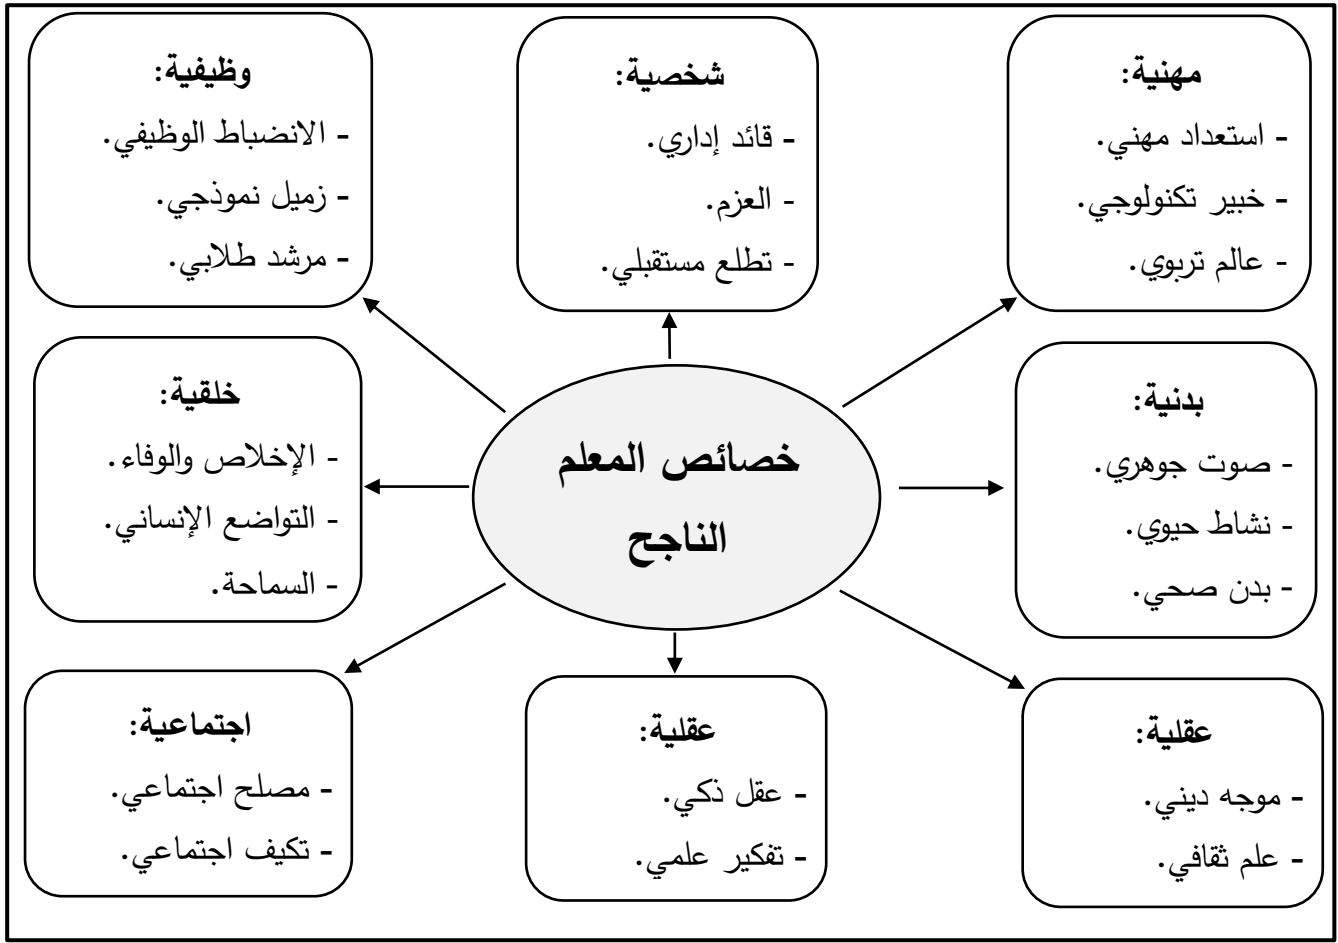 مهنية:
- استعداد مهني.
- خبير تكنولوجي.
- عالم تربوي.
شخصية:
- قائد إداري.
- العزم.
- تطلع مستقبلي.
وظيفية:
- الانضباط الوظيفي.
- زميل نموذجي.
- مرشد طلابي.
بدنية:
- صوت جوهري.
- نشاط حيوي.
- بدن صحي.
خصائص المعلم
الناجح
خلقية:
- الإخلاص والوفاء.
- التواضع الإنساني.
- السماحة.
عقلية:
- موجه ديني.
- علم ثقافي.
عقلية:
- عقل ذكي.
- تفكير علمي.
اجتماعية:
- مصلح اجتماعي.
- تكيف اجتماعي.